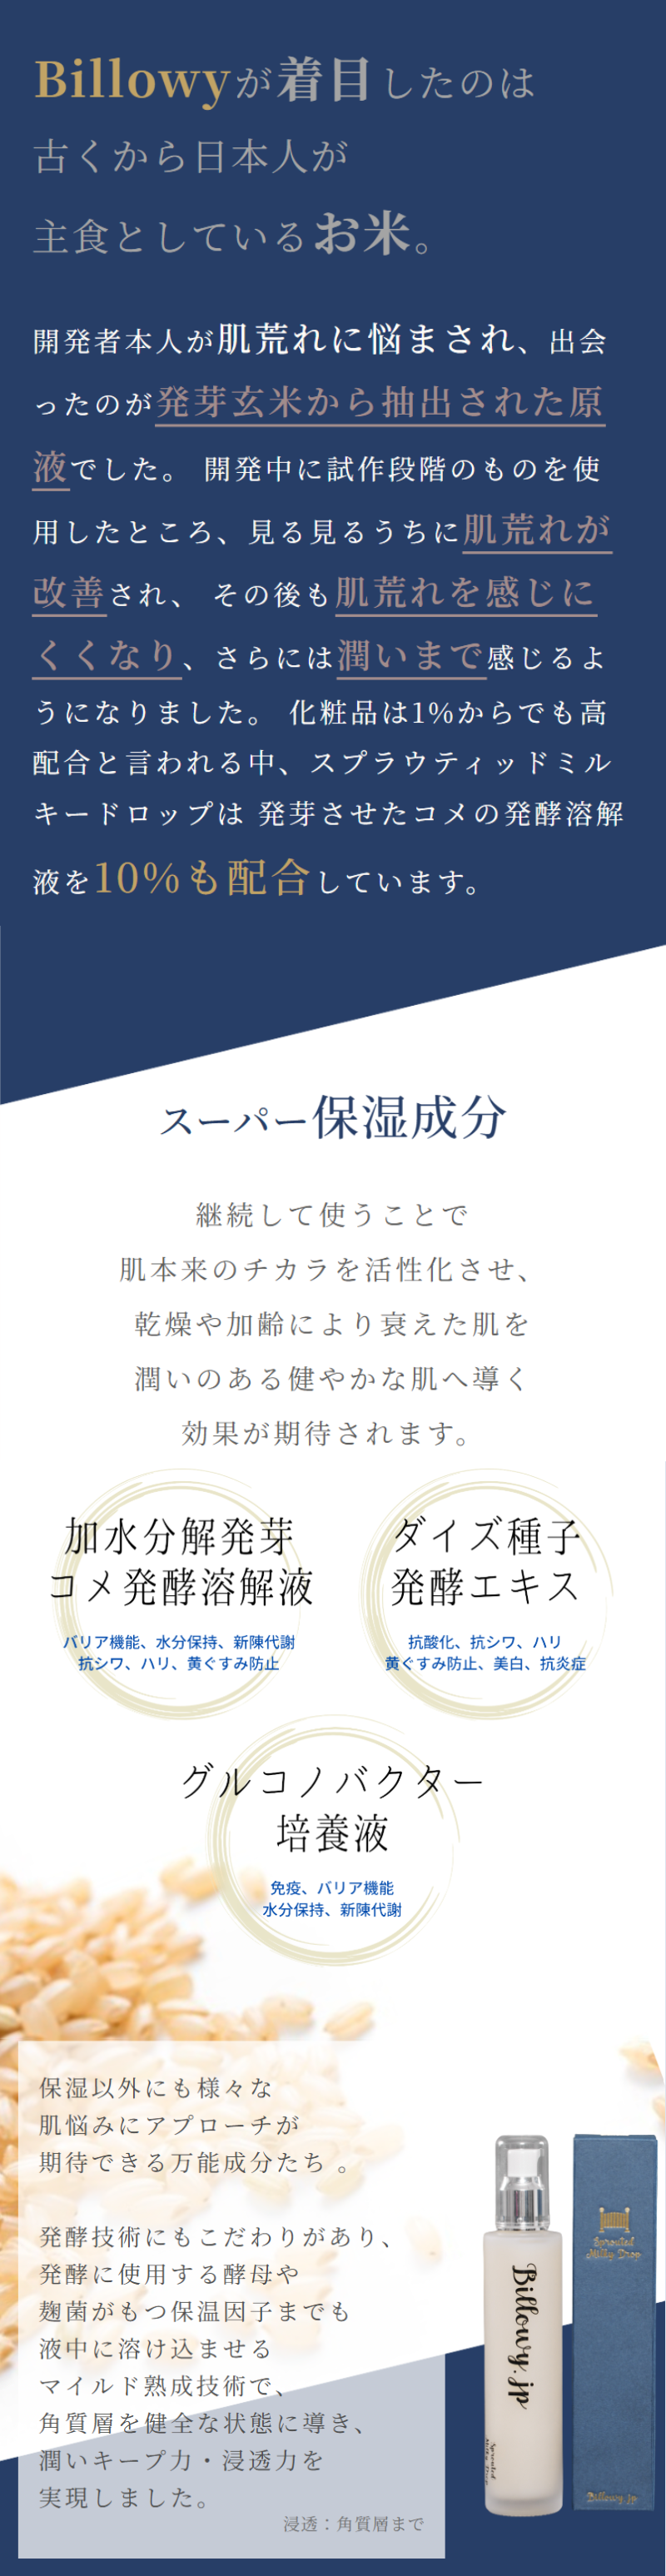 Billowyが着目したのは
古くから日本人が
主食としているお米。
開発者本人が肌荒れに悩まされ、出会
ったのが発芽玄米から抽出された原
液でした。 開発中に試作段階のものを使
用したところ、見る見るうちに肌荒れが
改善され、 その後も肌荒れを感じに
くくなり、さらには潤いまで感じるよ
うになりました。 化粧品は1%からでも高
配合と言われる中、スプラウティッドミル
キードロップは 発芽させたコメの発酵溶解
液を10%も配合しています。
スーパー保湿成分
継続して使うことで
肌本来のチカラを活性化させ、
乾燥や加齢により衰えた肌を
潤いのある健やかな肌へ導く
効果が期待されます。
加水分解発芽
コメ発酵溶解液
バリア機能、水分保持、新陳代謝
抗シワ、ハリ、黄ぐすみ防止
ダイズ種子
発酵エキス
抗酸化、抗シワ、ハリ
黄ぐすみ防止、美白、抗炎症
グルコノバクター
培養液
免疫、バリア機能
水分保持、新陳代謝
保湿以外にも様々な
肌悩みにアプローチが
期待できる万能成分たち 。
発酵技術にもこだわりがあり、
発酵に使用する酵母や
麹菌がもつ保温因子までも
液中に溶け込ませる
マイルド熟成技術で、
角質層を健全な状態に導き、
潤いキープ力・浸透力を
実現しました。
浸透：角質層まで
Billowy.jp
Sprouted
Milky Drop
Sprouted
Milky Drop
Billowy.jp